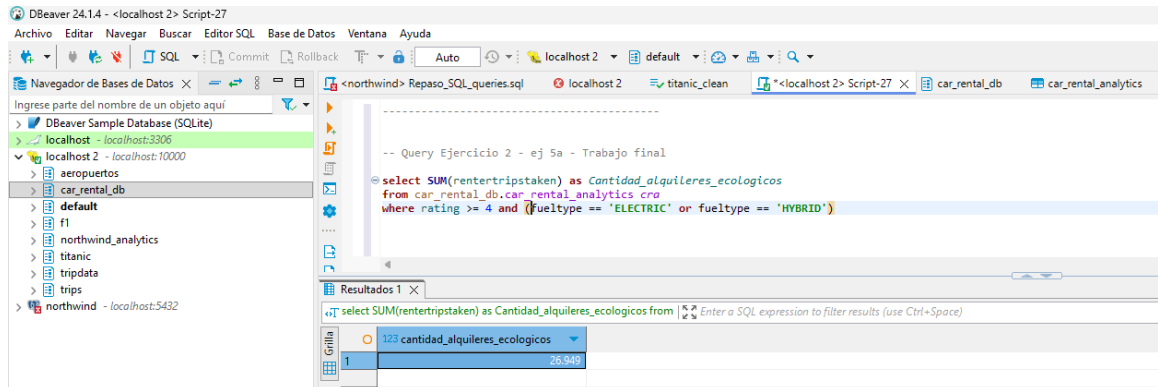 DBeaver 24.1.4 - <localhost 2> Script-27
Archivo Editar Navegar Buscar Editor SQL Base de Datos Ventana Ayuda
SQL Commit Rollback Auto localhost 2 default
Navegador de Bases de Datos
<northwind> Repaso_SQL_queries.sql localhost 2 titanic_clean *<localhost 2> Script-27 car_rental_db car_rental_analytics
Ingrese parte del nombre de un objeto aquí
DBeaver Sample Database (SQLite)
localhost - localhost:3306
localhost 2 - localhost:10000
aeropuertos
car_rental_db
default
f1
northwind_analytics
titanic
tripdata
trips
northwind - localhost:5432
-----------------------------------------
-- Query Ejercicio 2 - ej 5a - Trabajo final
select SUM(rentertripstaken) as Cantidad_alquileres_ecologicos
from car_rental_db.car_rental_analytics cra
where rating >= 4 and (fueltype == 'ELECTRIC' or fueltype == 'HYBRID')
Resultados 1
select SUM(rentertripstaken) as Cantidad_alquileres_ecologicos from Enter a SQL expression to filter results (use Ctrl+Space)
Grilla
123 cantidad_alquileres_ecologicos
1 26.949